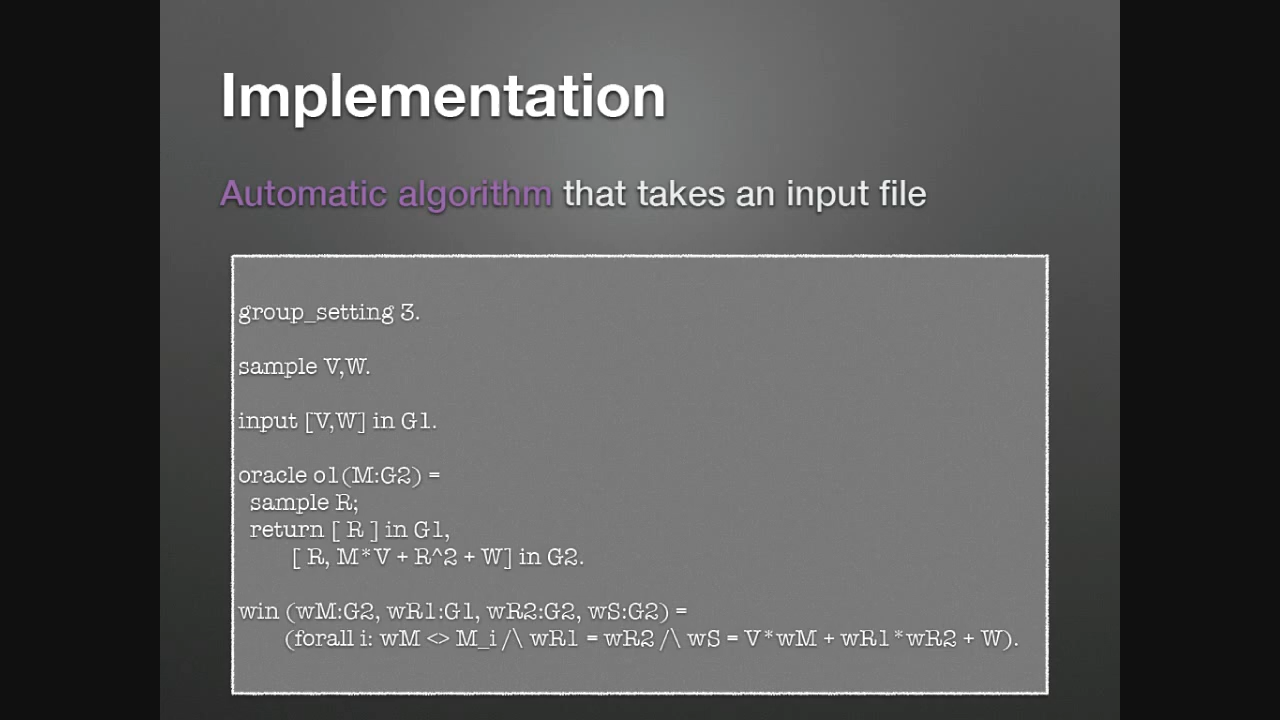 Implementation
Automatic algorithm that takes an input file
group_setting 3.
sample V,W.
input [V,W] in G1.
oracle o1(M:G2) =
sample R;
return [ R ] in G1,
[ R, M*V + R^2 + W] in G2.
win (wM:G2, wR1:G1, wR2:G2, wS:G2) =
(forall i: wM <> M_i /\ wR1 = wR2 /\ wS = V*wM + wR1*wR2 + W).